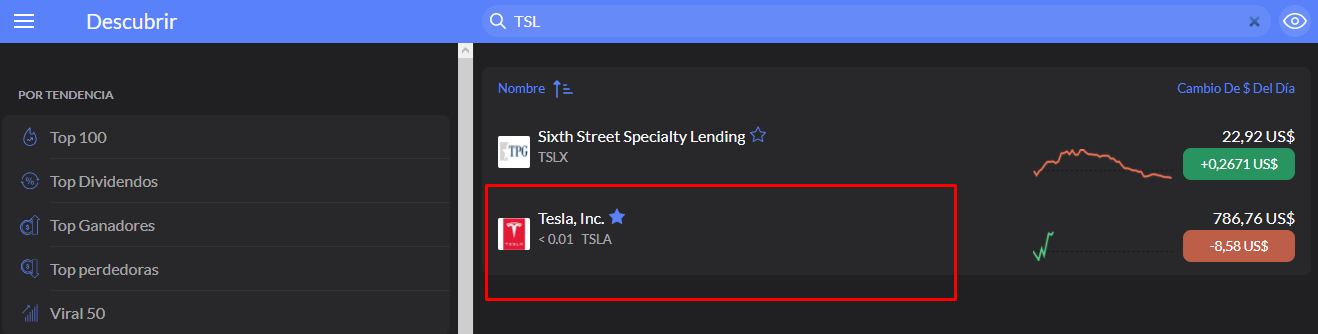 Descubrir
TSL
POR TENDENCIA
Top 100
Top Dividendos
Top Ganadores
Top perdedoras
Viral 50
Nombre
Cambio De $ Del Día
TPG
Sixth Street Specialty Lending
TSLX
22,92 US$
+0,2671 US$
TESLA
Tesla, Inc.
< 0.01 TSLA
786,76 US$
-8,58 US$